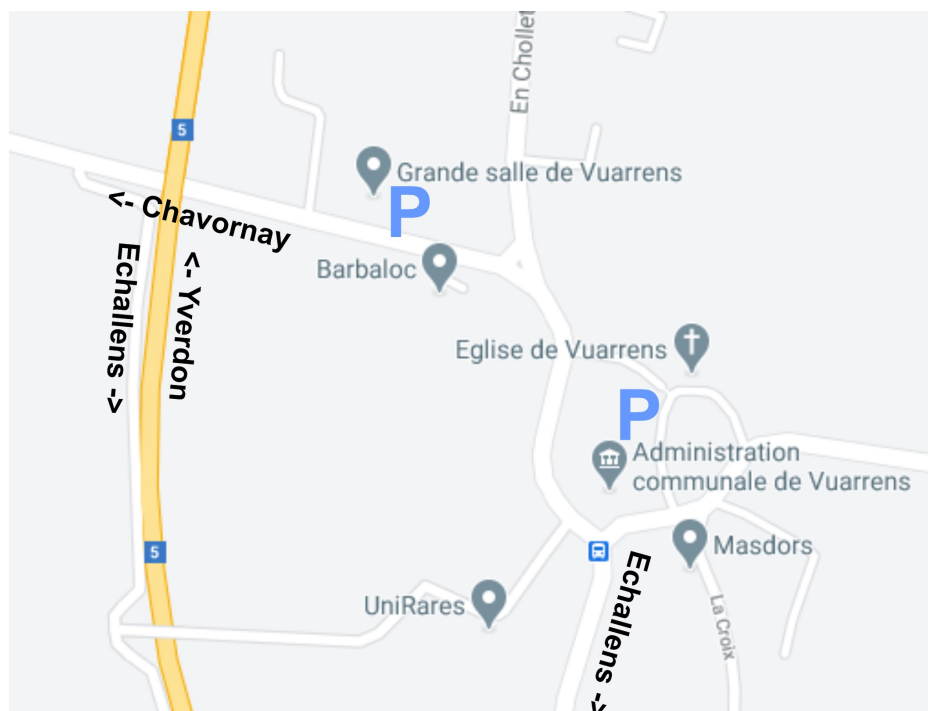 En Chollet
5
Grande salle de Vuarrens
P
<- Chavornay
Barbaloc
Echallens ->
<- Yverdon
Eglise de Vuarrens
P
Administration
communale de Vuarrens
5
Masdors
Echallens ->
UniRares
La Croix